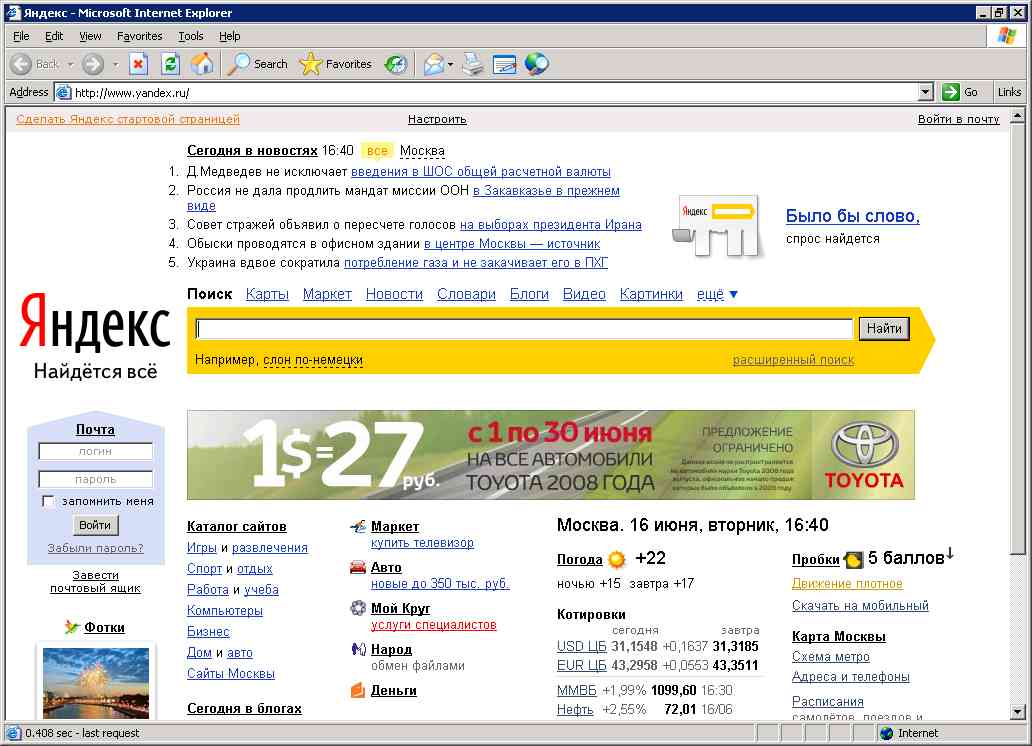 Яндекс - Microsoft Internet Explorer
File Edit View Favorites Tools Help
Back Search Favorites
Address http://www.yandex.ru/ Go Links
Сделать Яндекс стартовой страницей Настроить Войти в почту
Сегодня в новостях 16:40 все Москва
1. Д.Медведев не исключает введения в ШОС общей расчетной валюты
2. Россия не дала продлить мандат миссии ООН в Закавказье в прежнем
виде
3. Совет стражей объявил о пересчете голосов на выборах президента Ирана
4. Обыски проводятся в офисном здании в центре Москвы — источник
5. Украина вдвое сократила потребление газа и не закачивает его в ПХГ
Яндекс
Было бы слово,
спрос найдется
Поиск Карты Маркет Новости Словари Блоги Видео Картинки ещё ▼
Яндекс
Найдётся всё
Найти
Например, слон по-немецки расширенный поиск
Почта
логин
пароль
запомнить меня
Войти
Забыли пароль?
Завести
почтовый ящик
Фотки
1$=27 руб.
с 1 по 30 июня
НА ВСЕ АВТОМОБИЛИ
TOYOTA 2008 ГОДА
ПРЕДЛОЖЕНИЕ
ОГРАНИЧЕНО
TOYOTA
Каталог сайтов
Игры и развлечения
Спорт и отдых
Работа и учеба
Компьютеры
Бизнес
Дом и авто
Сайты Москвы
Сегодня в блогах
Маркет
купить телевизор
Авто
новые до 350 тыс. руб.
Мой Круг
услуги специалистов
Народ
обмен файлами
Деньги
Москва. 16 июня, вторник, 16:40
Погода +22
ночью +15 завтра +17
Котировки
сегодня завтра
USD ЦБ 31,1548 +0,1637 31,3185
EUR ЦБ 43,2958 +0,0553 43,3511
ММВБ +1,99% 1099,60 16:30
Нефть +2,55% 72,01 16/06
Пробки 5 баллов↓
Движение плотное
Скачать на мобильный
Карта Москвы
Схема метро
Адреса и телефоны
Расписания
самолётов, поездов и
0.408 sec - last request Internet